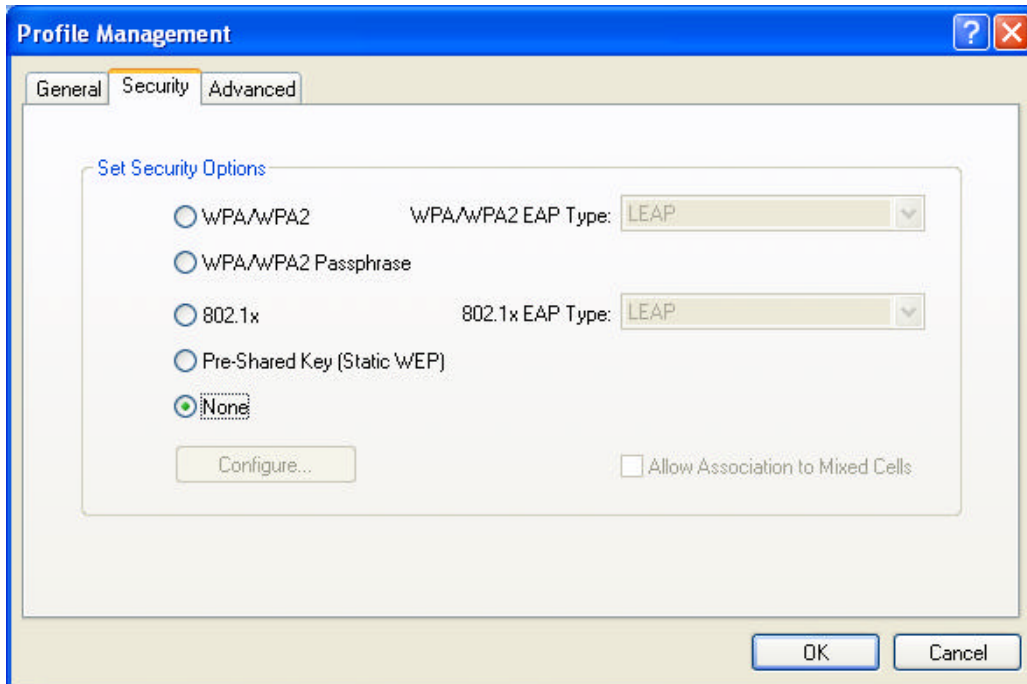 Profile Management
General Security Advanced
Set Security Options
WPA/WPA2 WPA/WPA2 EAP Type: LEAP
WPA/WPA2 Passphrase
802.1x 802.1x EAP Type: LEAP
Pre-Shared Key (Static WEP)
None
Configure... Allow Association to Mixed Cells
OK Cancel